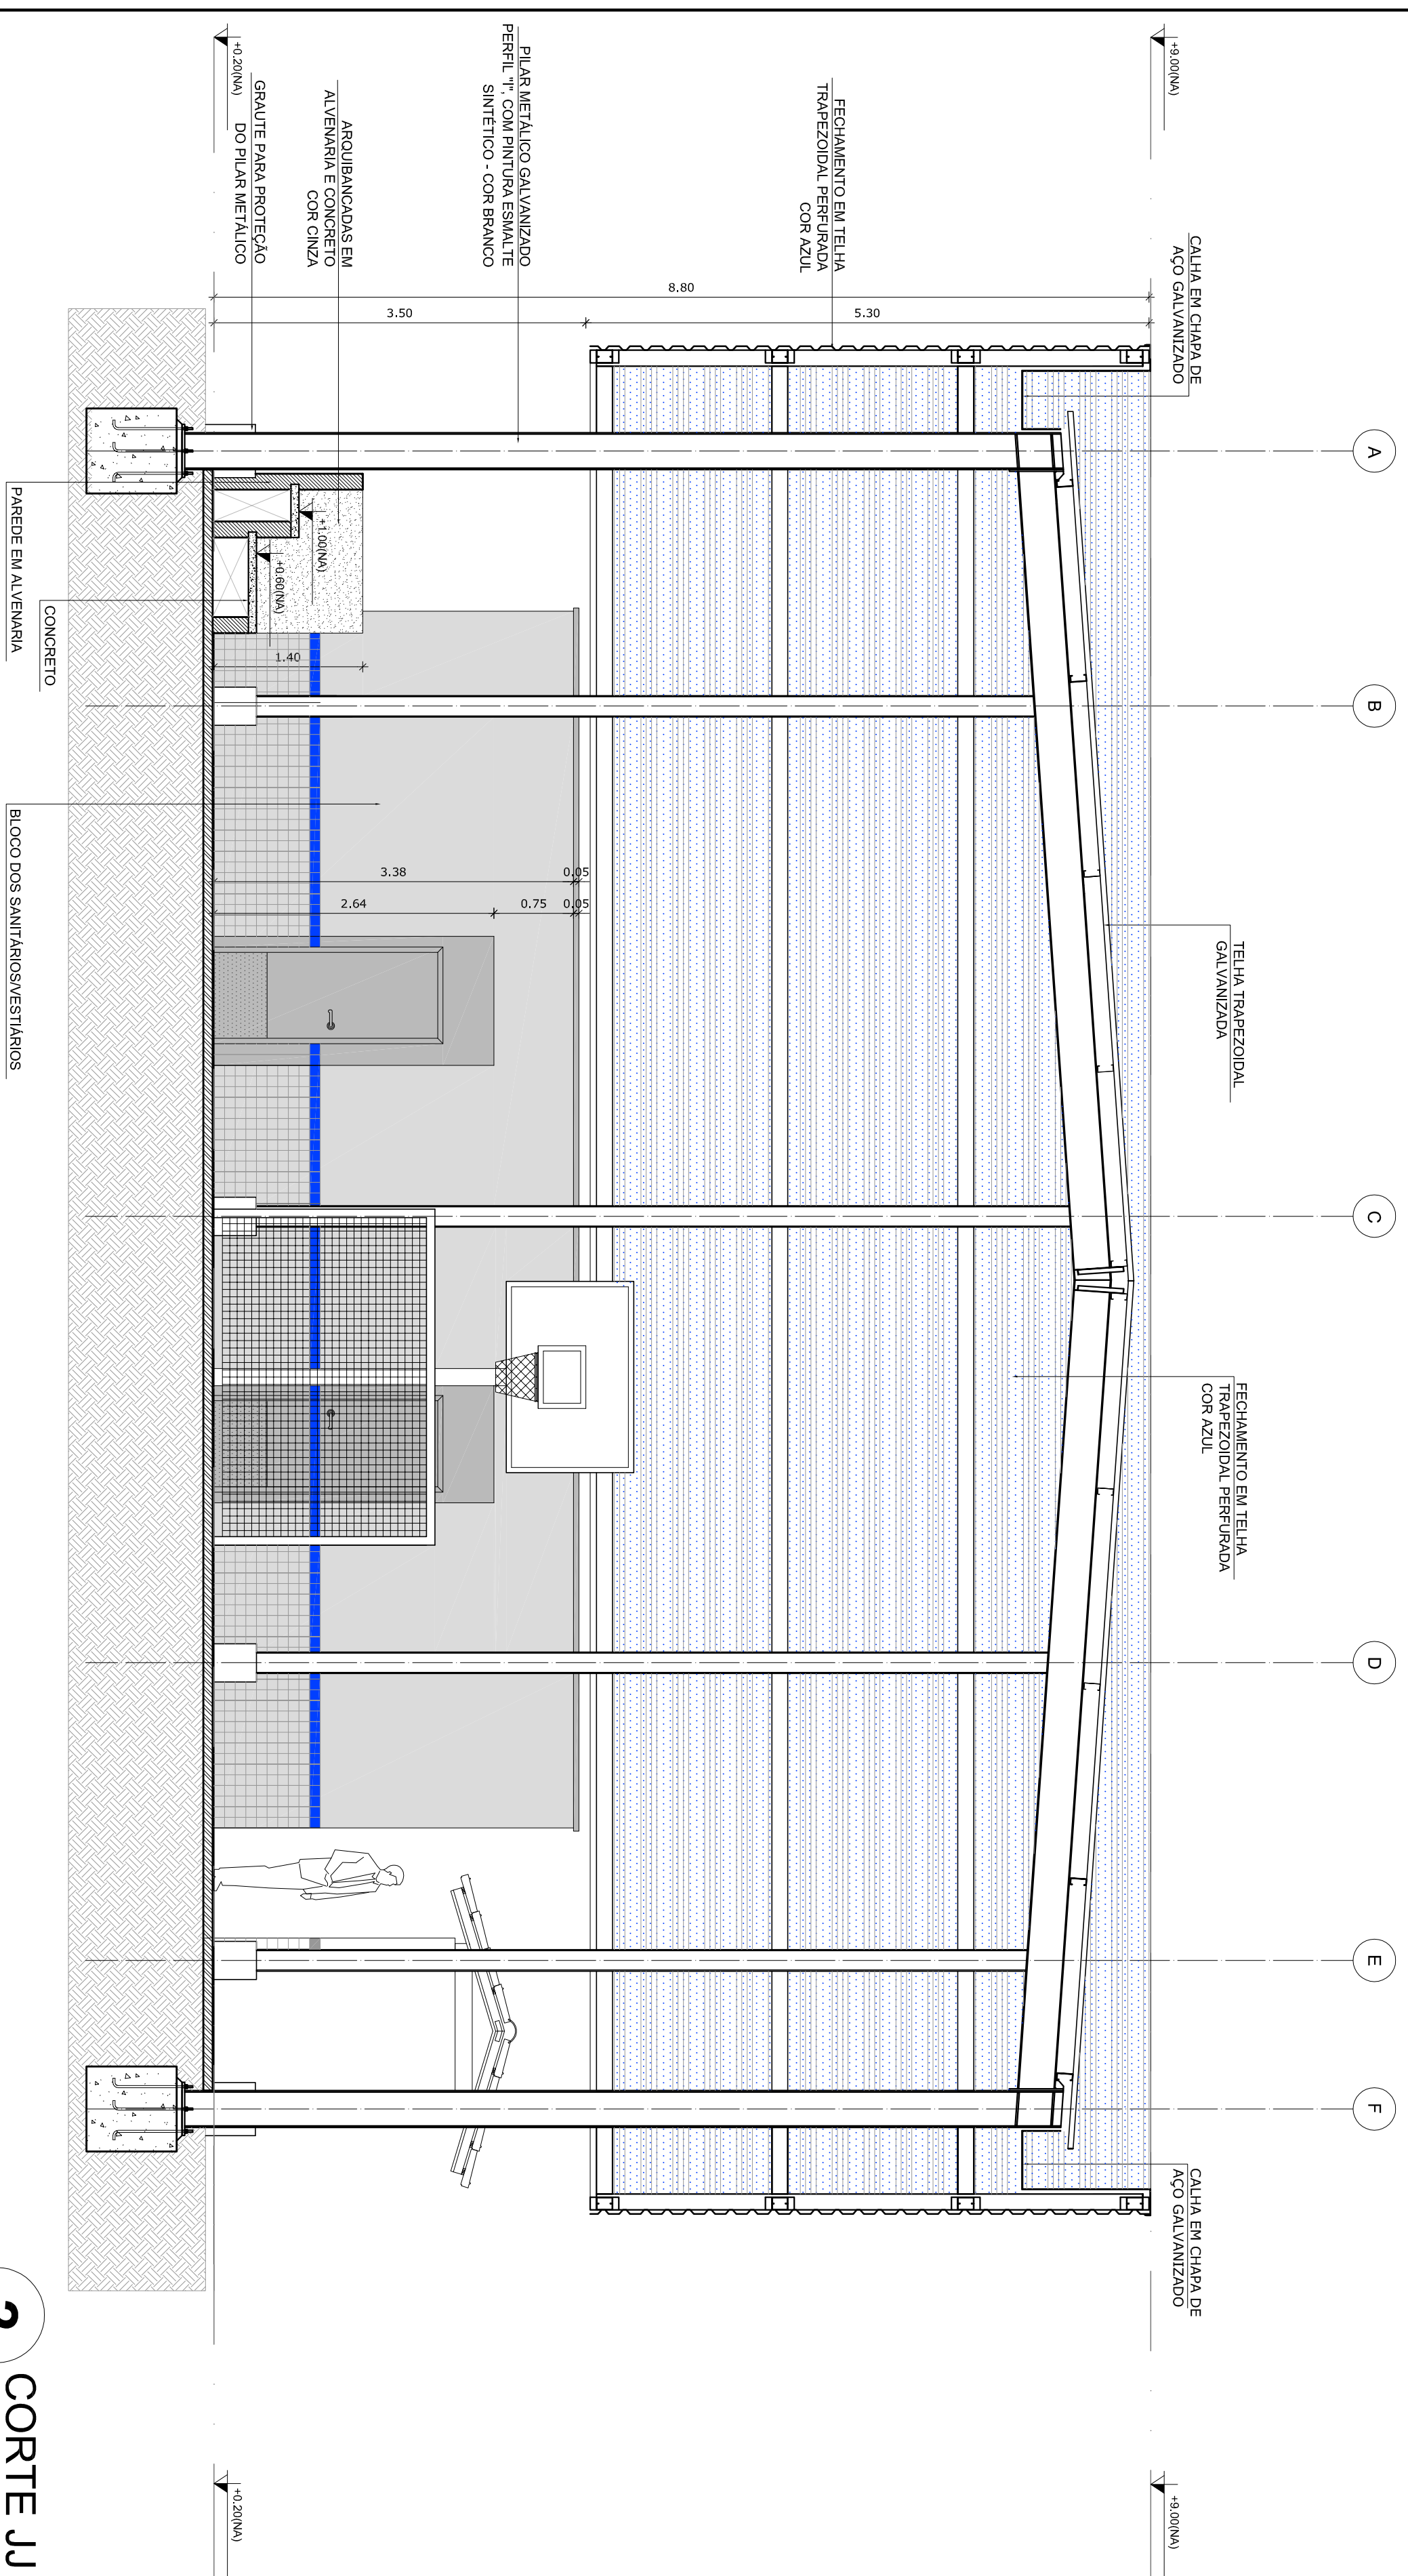 A
B
C
D
E
F
+9.00(NA)
+9.00(NA)
CALHA EM CHAPA DE
AÇO GALVANIZADO
TELHA TRAPEZOIDAL
GALVANIZADA
FECHAMENTO EM TELHA
TRAPEZOIDAL PERFURADA
COR AZUL
CALHA EM CHAPA DE
AÇO GALVANIZADO
FECHAMENTO EM TELHA
TRAPEZOIDAL PERFURADA
COR AZUL
PILAR METÁLICO GALVANIZADO
PERFIL "I", COM PINTURA ESMALTE
SINTÉTICO - COR BRANCO
ARQUIBANCADAS EM
ALVENARIA E CONCRETO
COR CINZA
GRAUTE PARA PROTEÇÃO
DO PILAR METÁLICO
8.80
5.30
3.50
+1.00(NA)
+0.60(NA)
1.40
3.38
0.05
2.64
0.75
0.05
+0.20(NA)
+0.20(NA)
CONCRETO
PAREDE EM ALVENARIA
BLOCO DOS SANITÁRIOS/VESTIÁRIOS
CORTE JJ